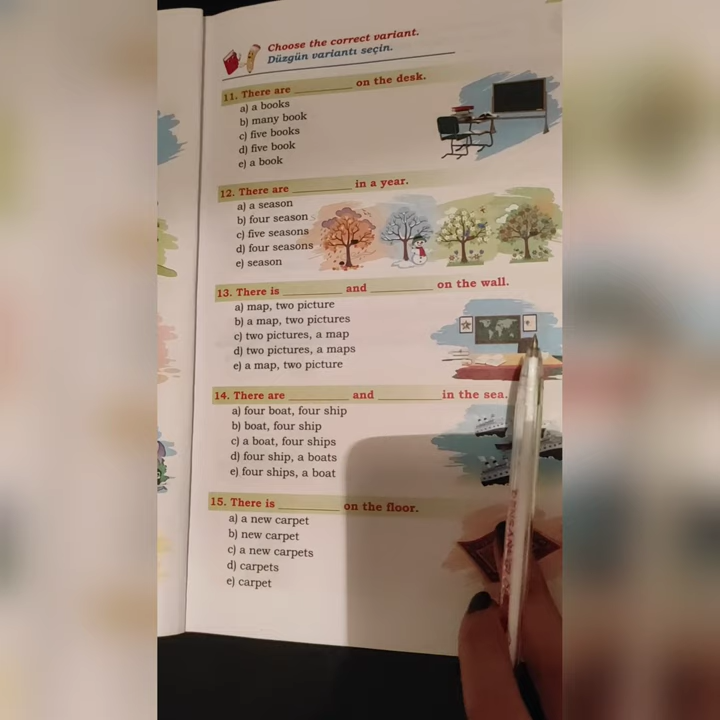 Choose the correct variant.
Düzgün variantı seçin.
11. There are __________ on the desk.
a) a books
b) many book
c) five books
d) five book
e) a book
12. There are __________ in a year.
a) a season
b) four season
c) five seasons
d) four seasons
e) season
13. There is __________ and __________ on the wall.
a) map, two picture
b) a map, two pictures
c) two pictures, a map
d) two pictures, a maps
e) a map, two picture
14. There are __________ and __________ in the sea.
a) four boat, four ship
b) boat, four ship
c) a boat, four ships
d) four ship, a boats
e) four ships, a boat
15. There is __________ on the floor.
a) a new carpet
b) new carpet
c) a new carpets
d) carpets
e) carpet